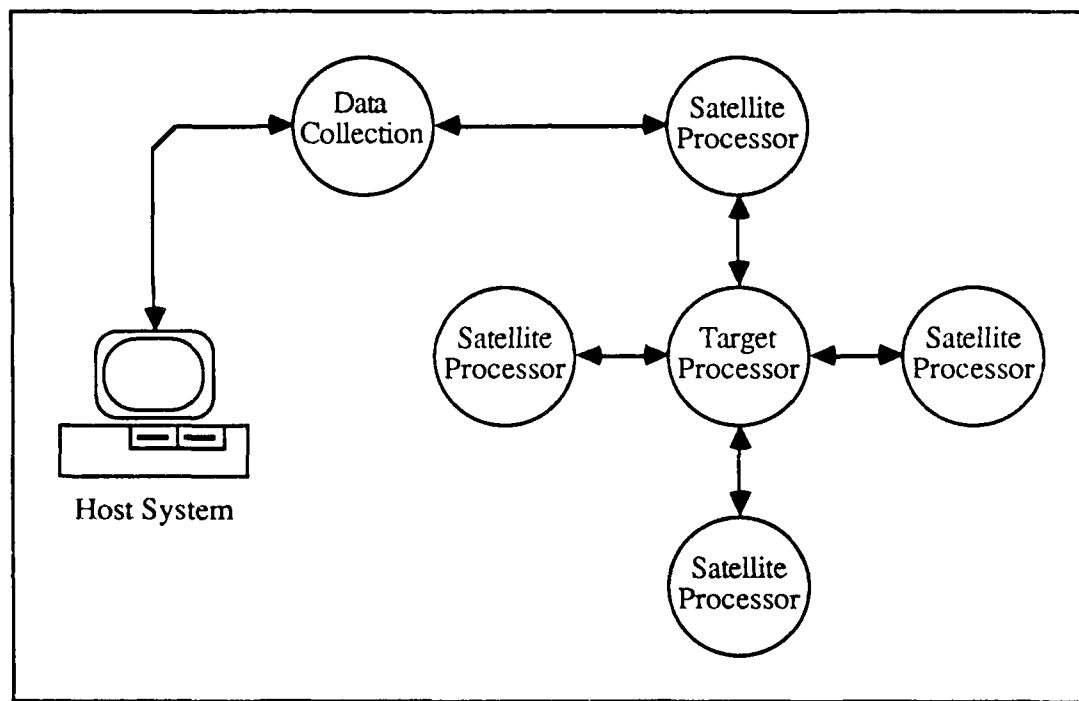 Data
Collection
Satellite
Processor
Satellite
Processor
Target
Processor
Satellite
Processor
Host System
Satellite
Processor